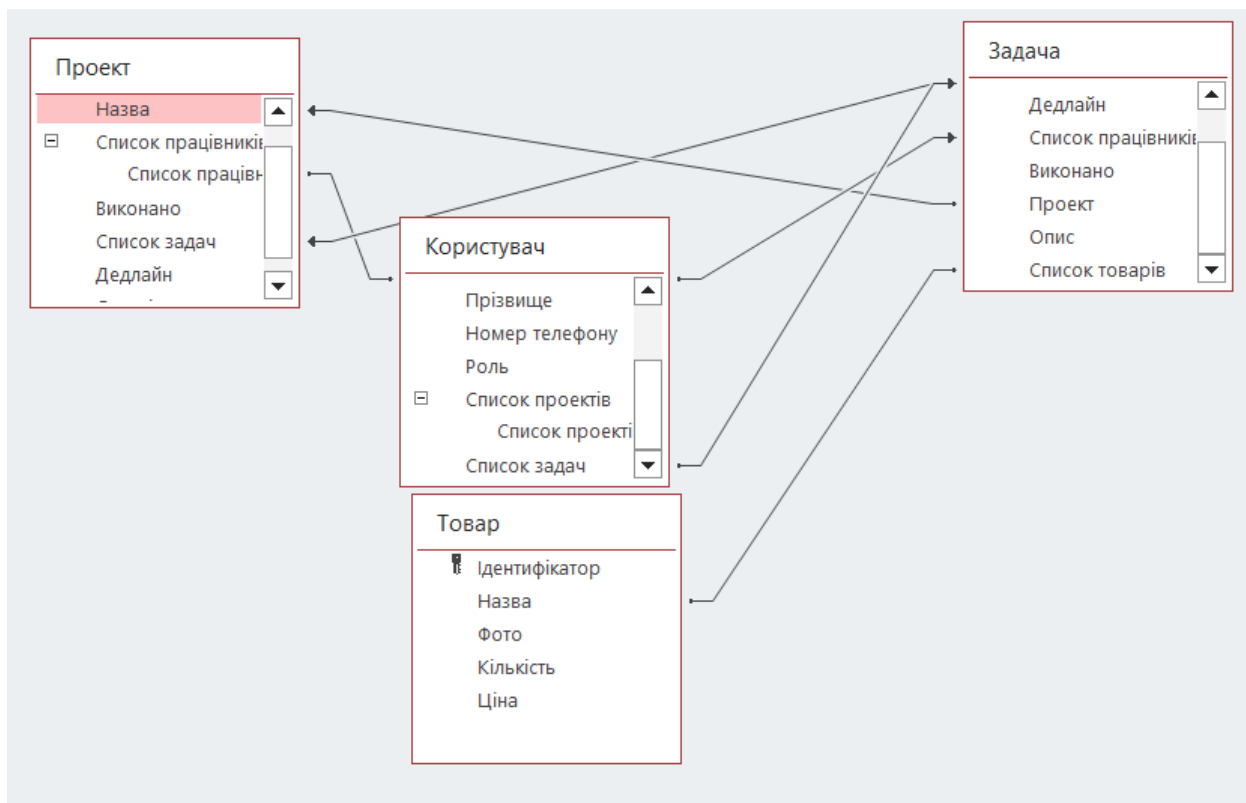 Проект
Назва
Список працівників
Список працівн
Виконано
Список задач
Дедлайн
Користувач
Прізвище
Номер телефону
Роль
Список проектів
Список проекті
Список задач
Товар
Ідентифікатор
Назва
Фото
Кількість
Ціна
Задача
Дедлайн
Список працівників
Виконано
Проект
Опис
Список товарів